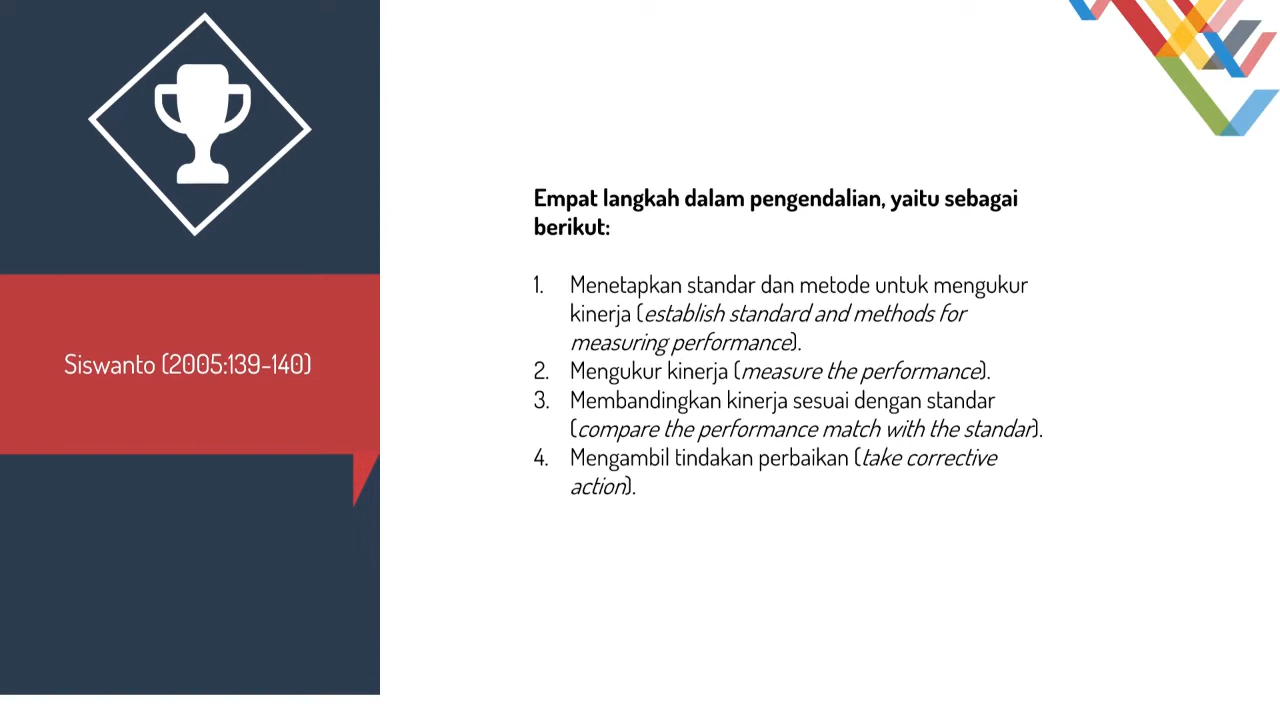 Siswanto (2005:139-140)
Empat langkah dalam pengendalian, yaitu sebagai
berikut:
1. Menetapkan standar dan metode untuk mengukur
kinerja (establish standard and methods for
measuring performance).
2. Mengukur kinerja (measure the performance).
3. Membandingkan kinerja sesuai dengan standar
(compare the performance match with the standar).
4. Mengambil tindakan perbaikan (take corrective
action).